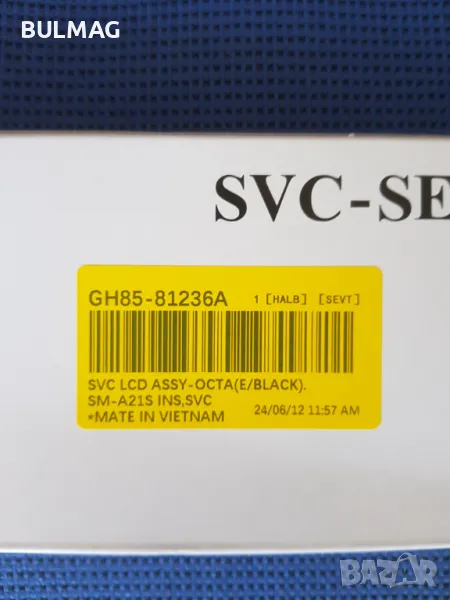 BULMAG
SVC-SE
GH85-81236A 1 [HALB] [SEVT]
SVC LCD ASSY-OCTA(E/BLACK).
SM-A21S INS,SVC
*MATE IN VIETNAM 24/06/12 11:57 AM
bazar